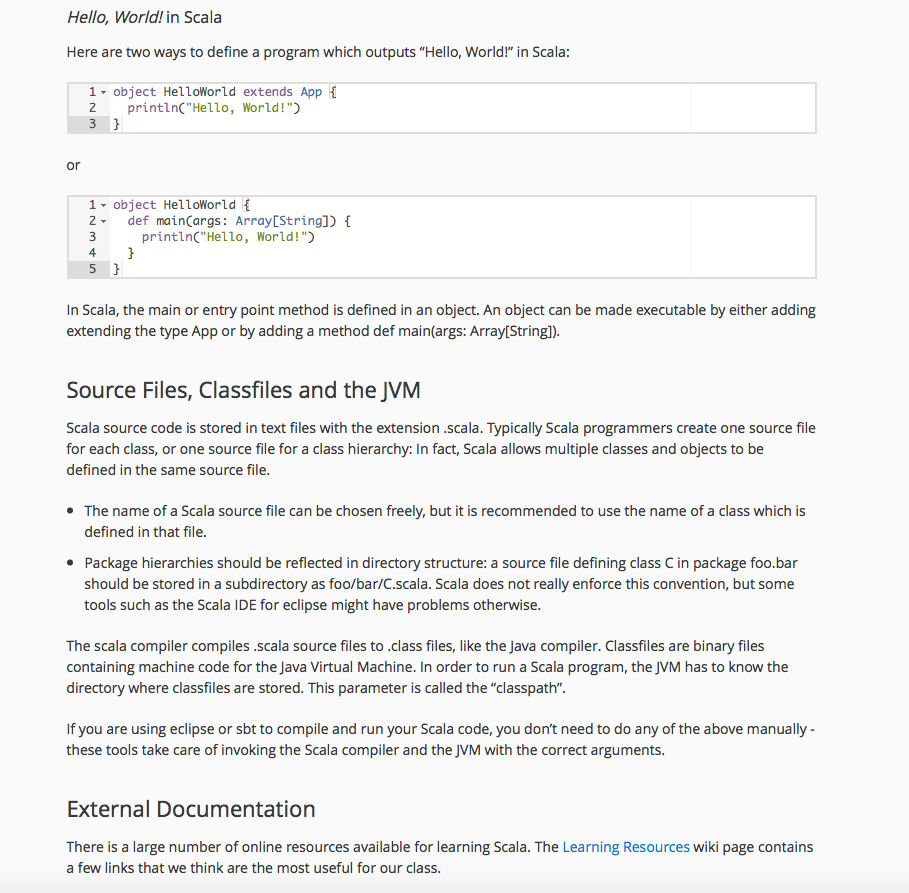 Hello, World! in Scala
Here are two ways to define a program which outputs “Hello, World!” in Scala:
1 object HelloWorld extends App {
2   println("Hello, World!")
3 }
or
1 object HelloWorld {
2   def main(args: Array[String]) {
3     println("Hello, World!")
4   }
5 }
In Scala, the main or entry point method is defined in an object. An object can be made executable by either adding
extending the type App or by adding a method def main(args: Array[String]).
Source Files, Classfiles and the JVM
Scala source code is stored in text files with the extension .scala. Typically Scala programmers create one source file
for each class, or one source file for a class hierarchy: In fact, Scala allows multiple classes and objects to be
defined in the same source file.
• The name of a Scala source file can be chosen freely, but it is recommended to use the name of a class which is
defined in that file.
• Package hierarchies should be reflected in directory structure: a source file defining class C in package foo.bar
should be stored in a subdirectory as foo/bar/C.scala. Scala does not really enforce this convention, but some
tools such as the Scala IDE for eclipse might have problems otherwise.
The scala compiler compiles .scala source files to .class files, like the Java compiler. Classfiles are binary files
containing machine code for the Java Virtual Machine. In order to run a Scala program, the JVM has to know the
directory where classfiles are stored. This parameter is called the “classpath”.
If you are using eclipse or sbt to compile and run your Scala code, you don’t need to do any of the above manually -
these tools take care of invoking the Scala compiler and the JVM with the correct arguments.
External Documentation
There is a large number of online resources available for learning Scala. The Learning Resources wiki page contains
a few links that we think are the most useful for our class.